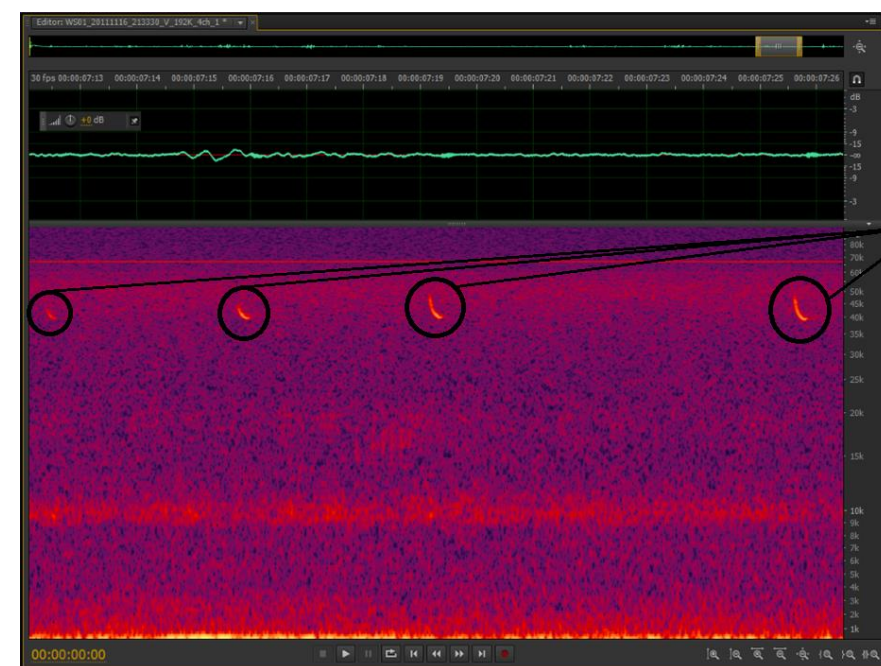 Editor: WS01_20111116_213338_V_192K_4ch_1 *
30 fps 00:00:07:13 00:00:07:14 00:00:07:15 00:00:07:16 00:00:07:17 00:00:07:18 00:00:07:19 00:00:07:20 00:00:07:21 00:00:07:22 00:00:07:23 00:00:07:24 00:00:07:25 00:00:07:26
dB
-3
+0 dB
-9
-15
-∞
-15
-9
-3
80k
70k
60k
50k
45k
40k
35k
30k
25k
20k
15k
10k
9k
8k
7k
6k
5k
4k
3k
2k
1k
00:00:00:00